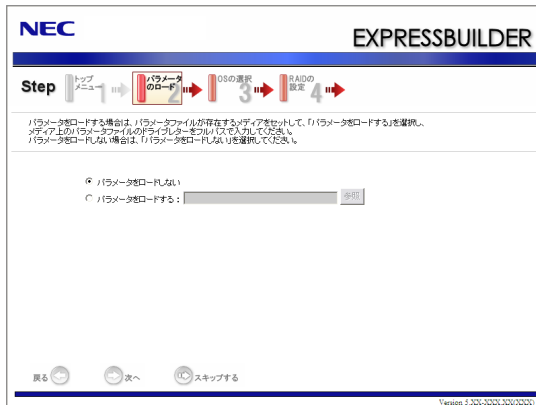 NEC
EXPRESSBUILDER
Step トップメニュー 1 パラメータのロード 2 OSの選択 3 RAIDの設定 4
パラメータをロードする場合は、パラメータファイルが存在するメディアをセットして、「パラメータをロードする」を選択し、
メディア上のパラメータファイルのドライブレターをフルパスで入力してください。
パラメータをロードしない場合は、「パラメータをロードしない」を選択してください。
パラメータをロードしない
パラメータをロードする： 参照
戻る 次へ スキップする
Version 5.XX-XXX.XX(XXX)